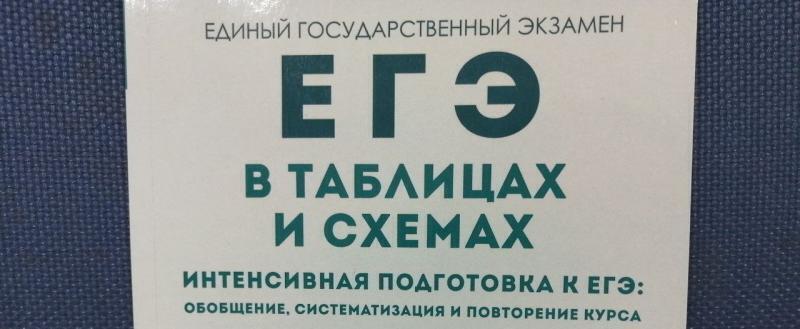 ЕДИНЫЙ ГОСУДАРСТВЕННЫЙ ЭКЗАМЕН
ЕГЭ
В ТАБЛИЦАХ
И СХЕМАХ
ИНТЕНСИВНАЯ ПОДГОТОВКА К ЕГЭ:
ОБОБЩЕНИЕ, СИСТЕМАТИЗАЦИЯ И ПОВТОРЕНИЕ КУРСА